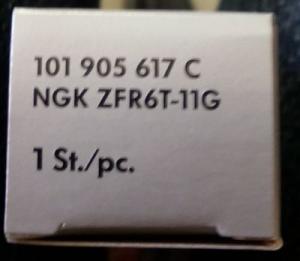 101 905 617 C
NGK ZFR6T-11G
1 St./pc.